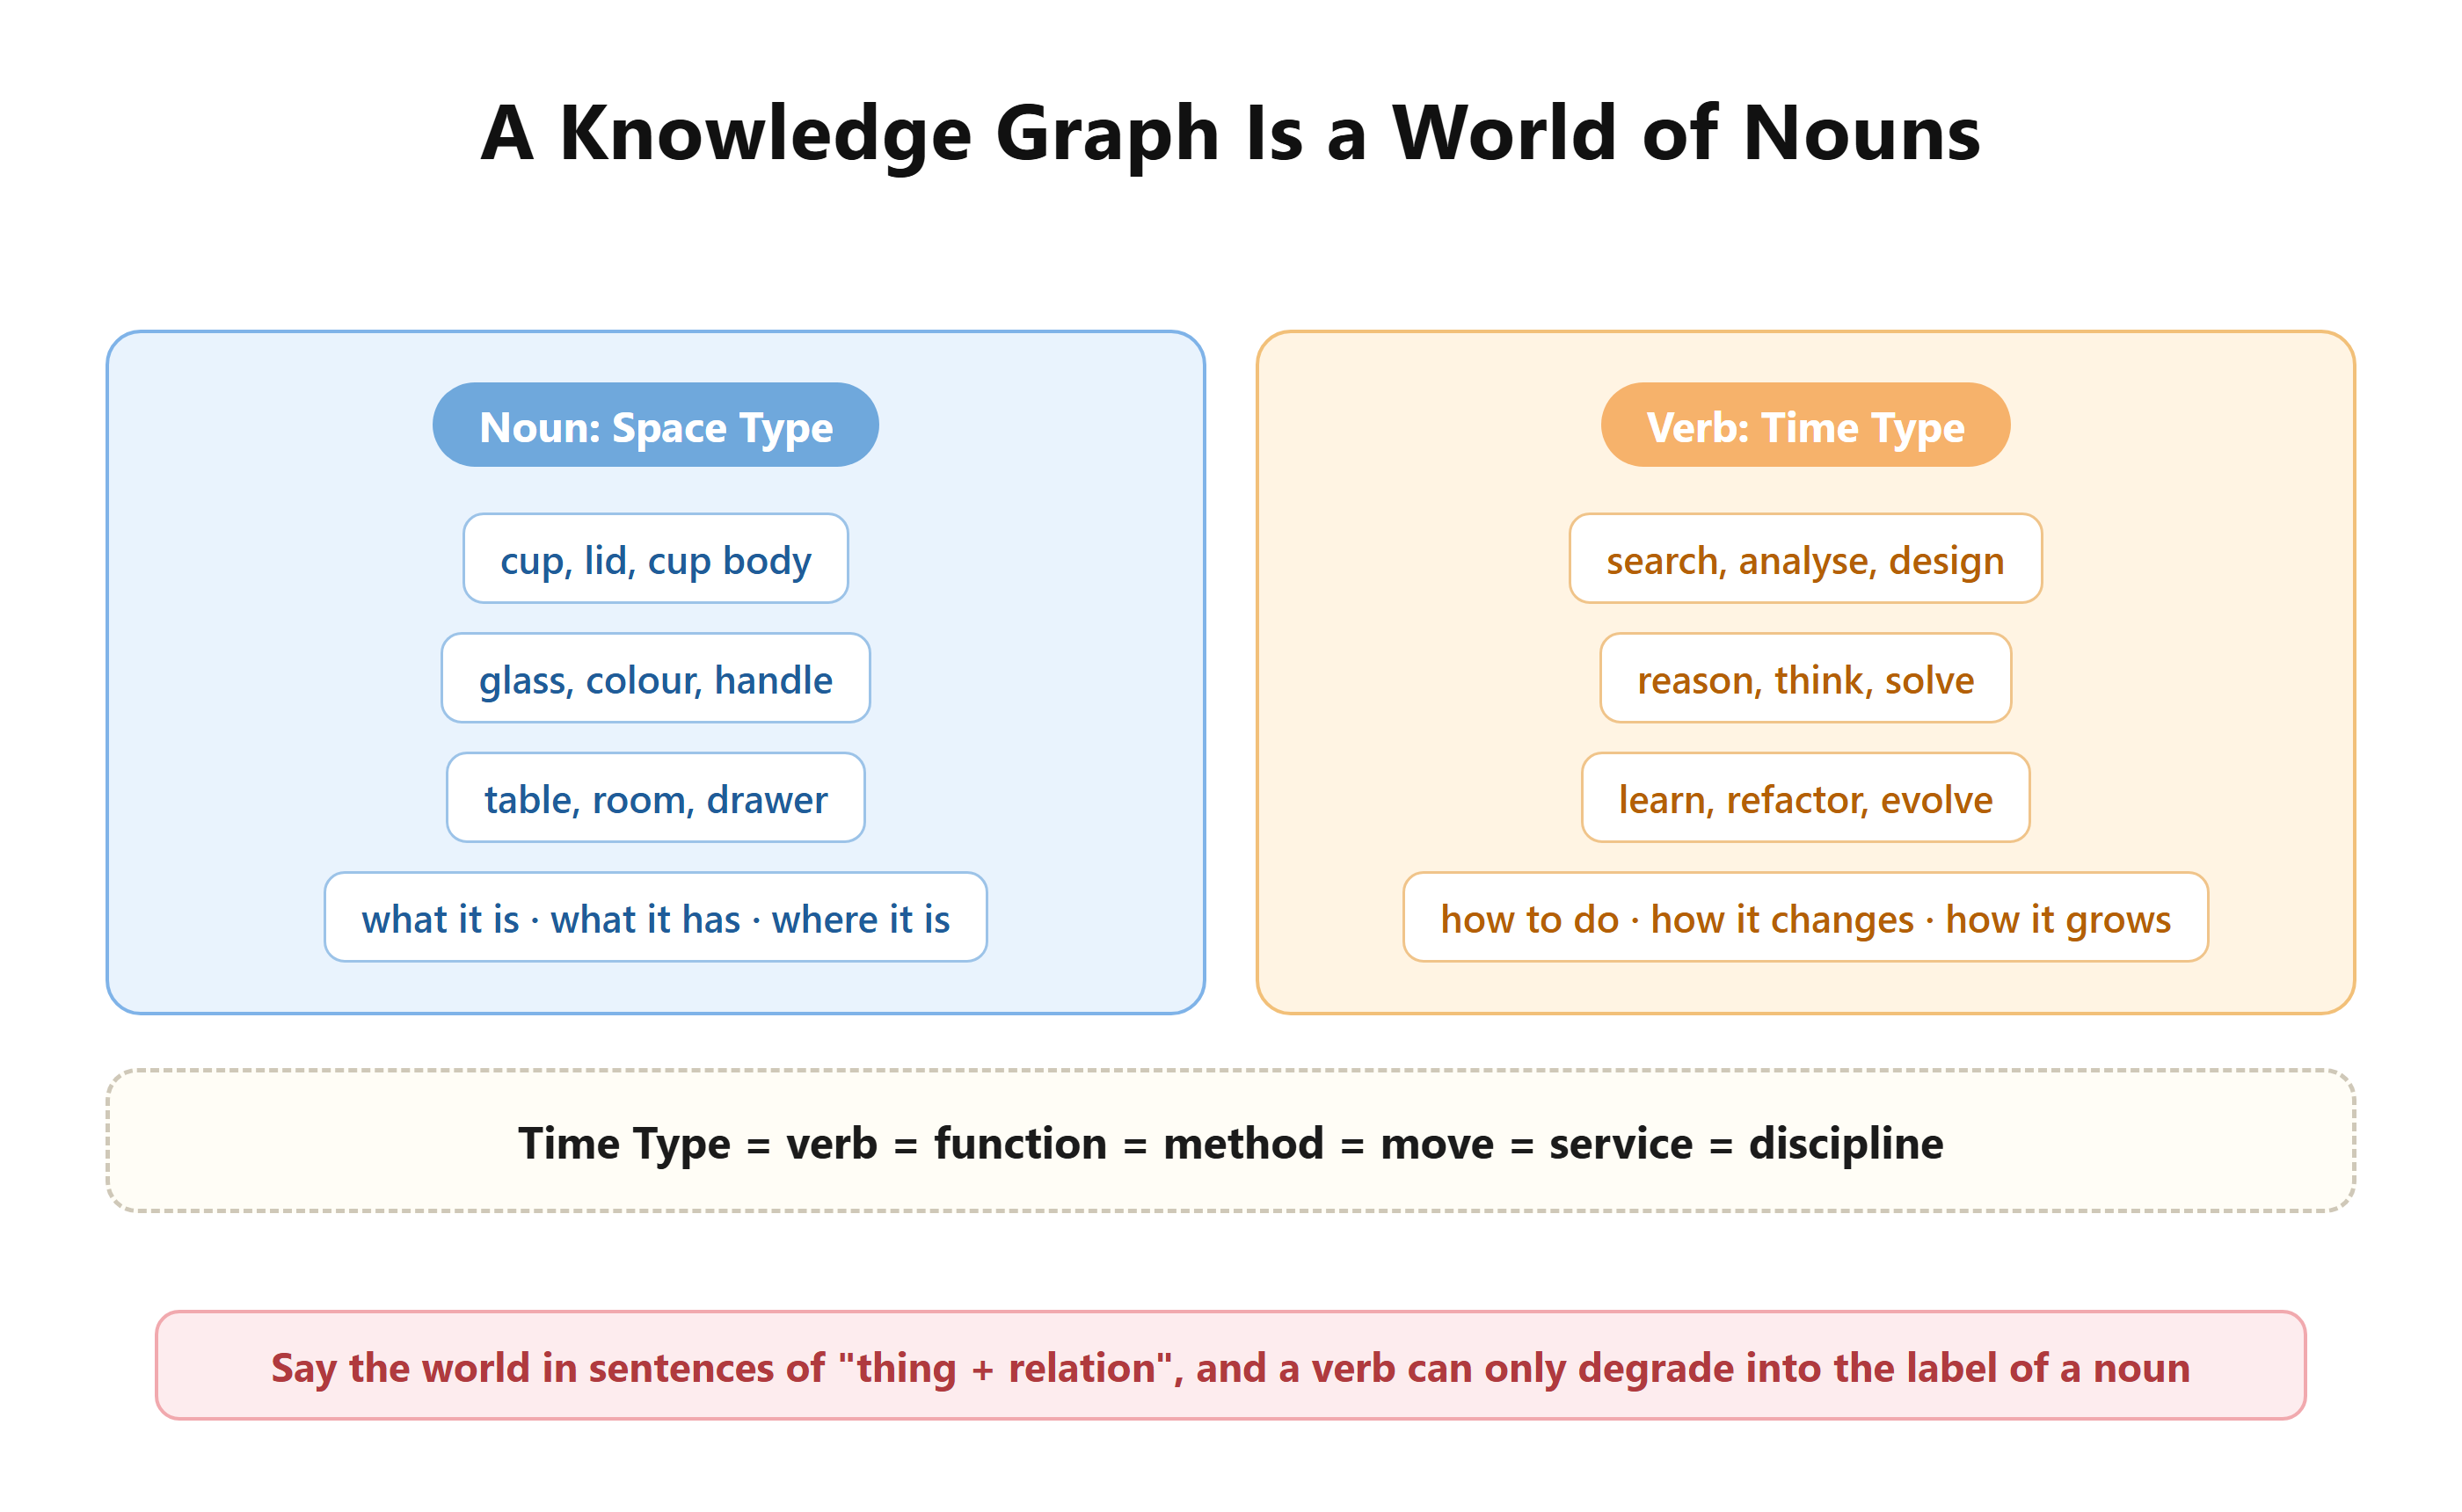 A Knowledge Graph Is a World of Nouns
Noun: Space Type
cup, lid, cup body
glass, colour, handle
table, room, drawer
what it is · what it has · where it is
Verb: Time Type
search, analyse, design
reason, think, solve
learn, refactor, evolve
how to do · how it changes · how it grows
Time Type = verb = function = method = move = service = discipline
Say the world in sentences of "thing + relation", and a verb can only degrade into the label of a noun